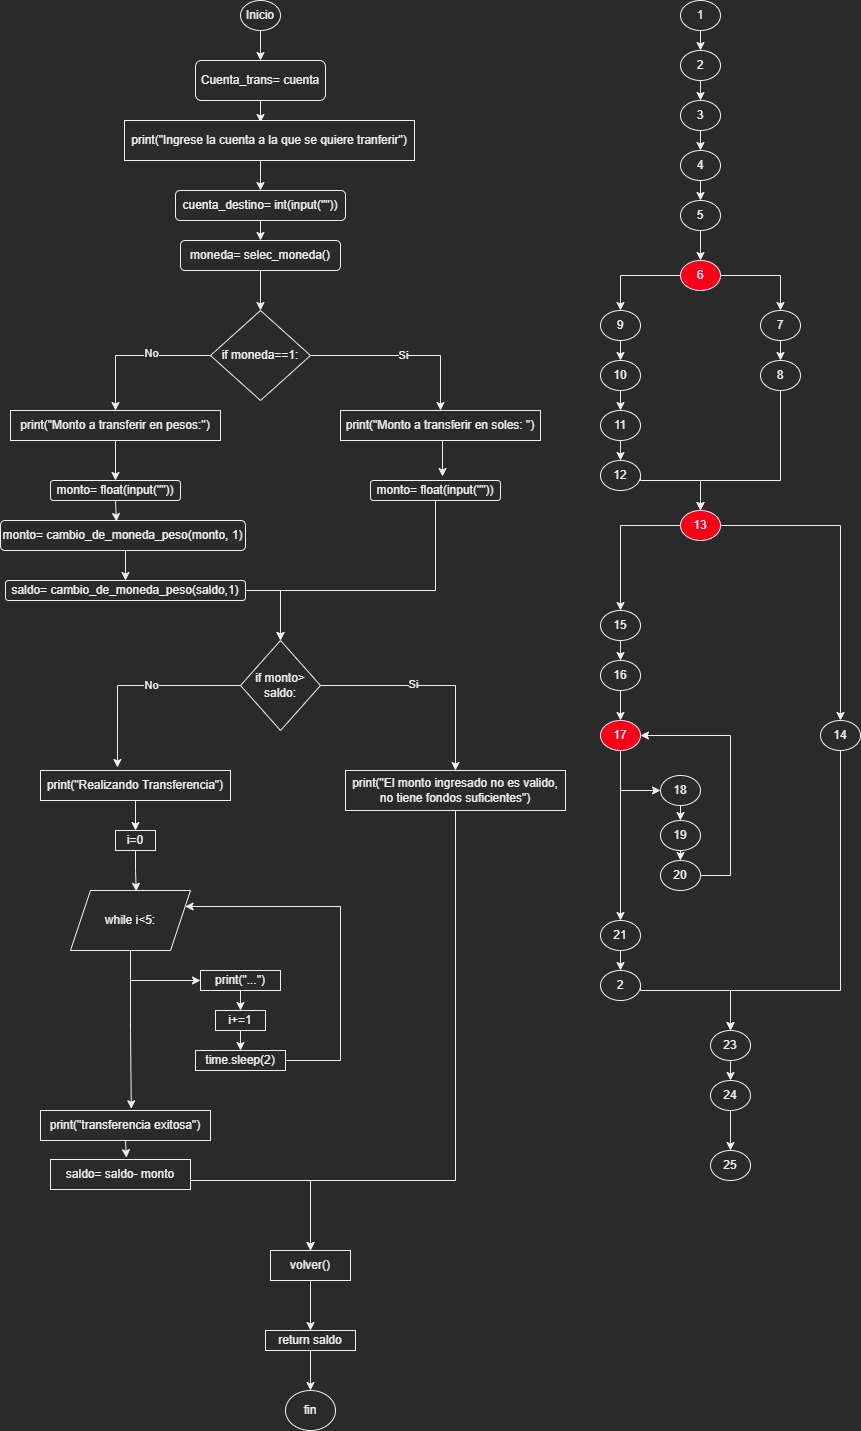 Inicio
Cuenta_trans= cuenta
print("Ingrese la cuenta a la que se quiere tranferir")
cuenta_destino= int(input(""))
moneda= selec_moneda()
if moneda==1:
No
Si
print("Monto a transferir en pesos:")
print("Monto a transferir en soles: ")
monto= float(input(""))
monto= float(input(""))
monto= cambio_de_moneda_peso(monto, 1)
saldo= cambio_de_moneda_peso(saldo,1)
if monto>
saldo:
No
Si
print("Realizando Transferencia")
print("El monto ingresado no es valido,
no tiene fondos suficientes")
i=0
while i<5:
print("...")
i+=1
time.sleep(2)
print("transferencia exitosa")
saldo= saldo- monto
volver()
return saldo
fin
1
2
3
4
5
6
9
7
10
8
11
12
13
15
16
17
14
18
19
20
21
2
23
24
25